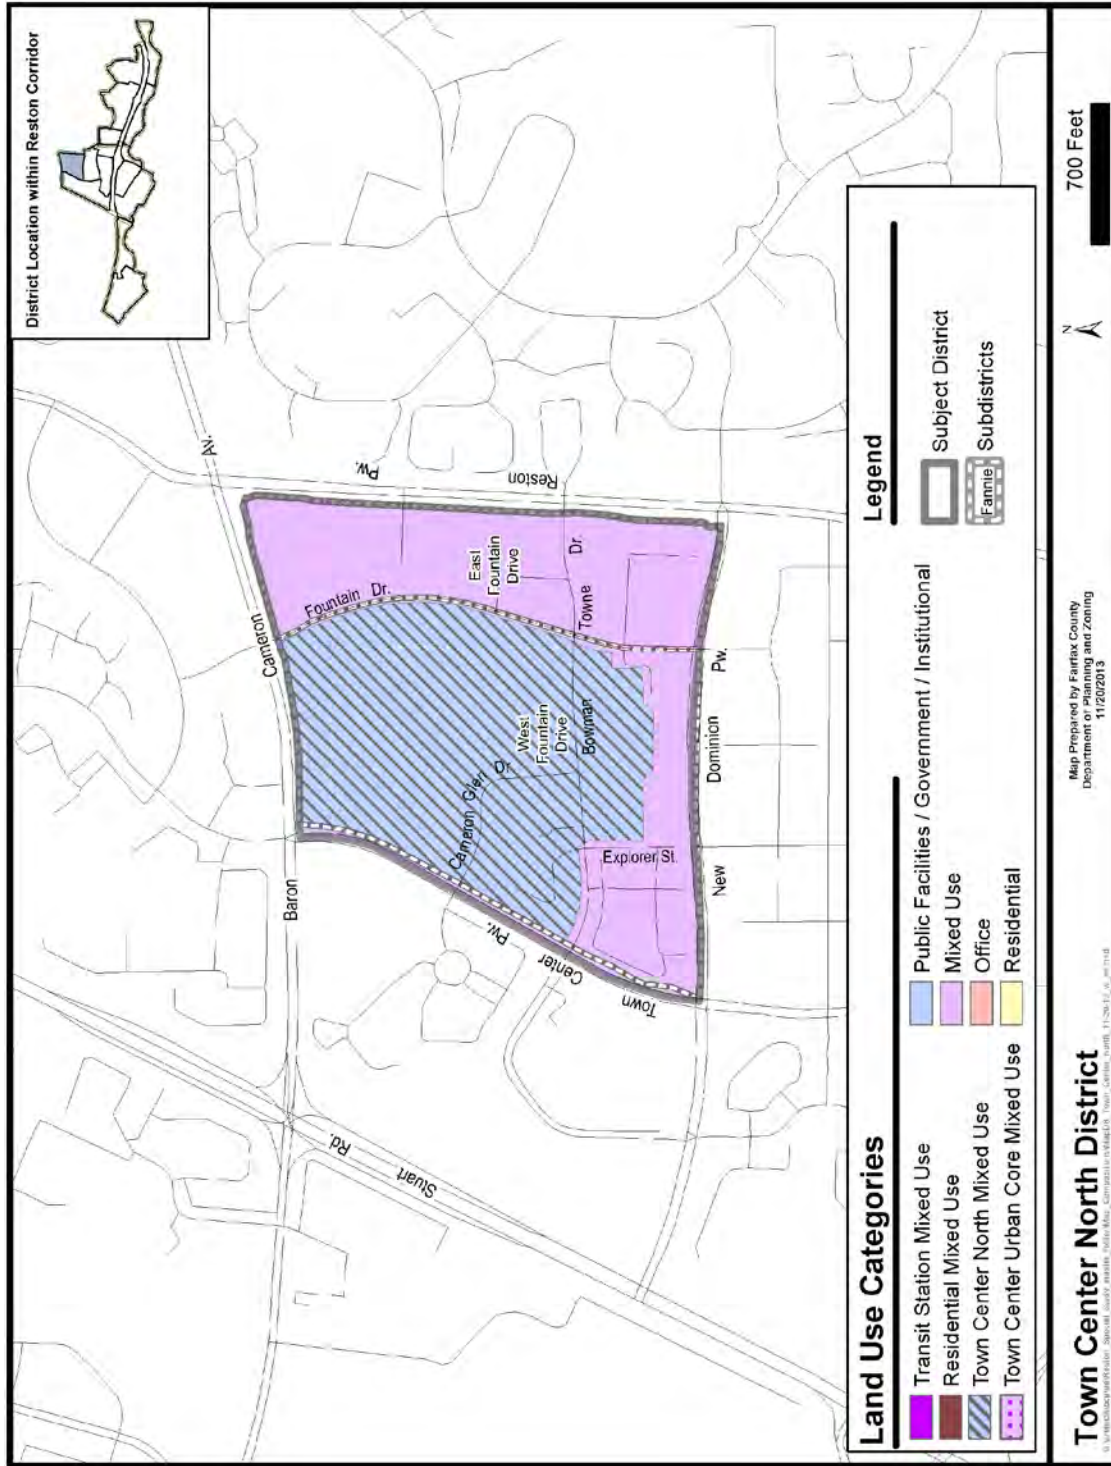 District Location within Reston Corridor
Cameron
Av.
Baron
Fountain Dr.
Reston
Pw.
East
Fountain
Drive
West
Fountain
Drive
Cameron Glen Dr.
Bowman
Towne
Dr.
Explorer St.
New
Dominion
Pw.
Town
Center
Pw.
Stuart
Rd.
Land Use Categories
Transit Station Mixed Use
Residential Mixed Use
Town Center North Mixed Use
Town Center Urban Core Mixed Use
Public Facilities / Government / Institutional
Mixed Use
Office
Residential
Legend
Subject District
Fannie
Subdistricts
Town Center North District
Map Prepared by Fairfax County
Department of Planning and Zoning
11/20/2013
N
700 Feet